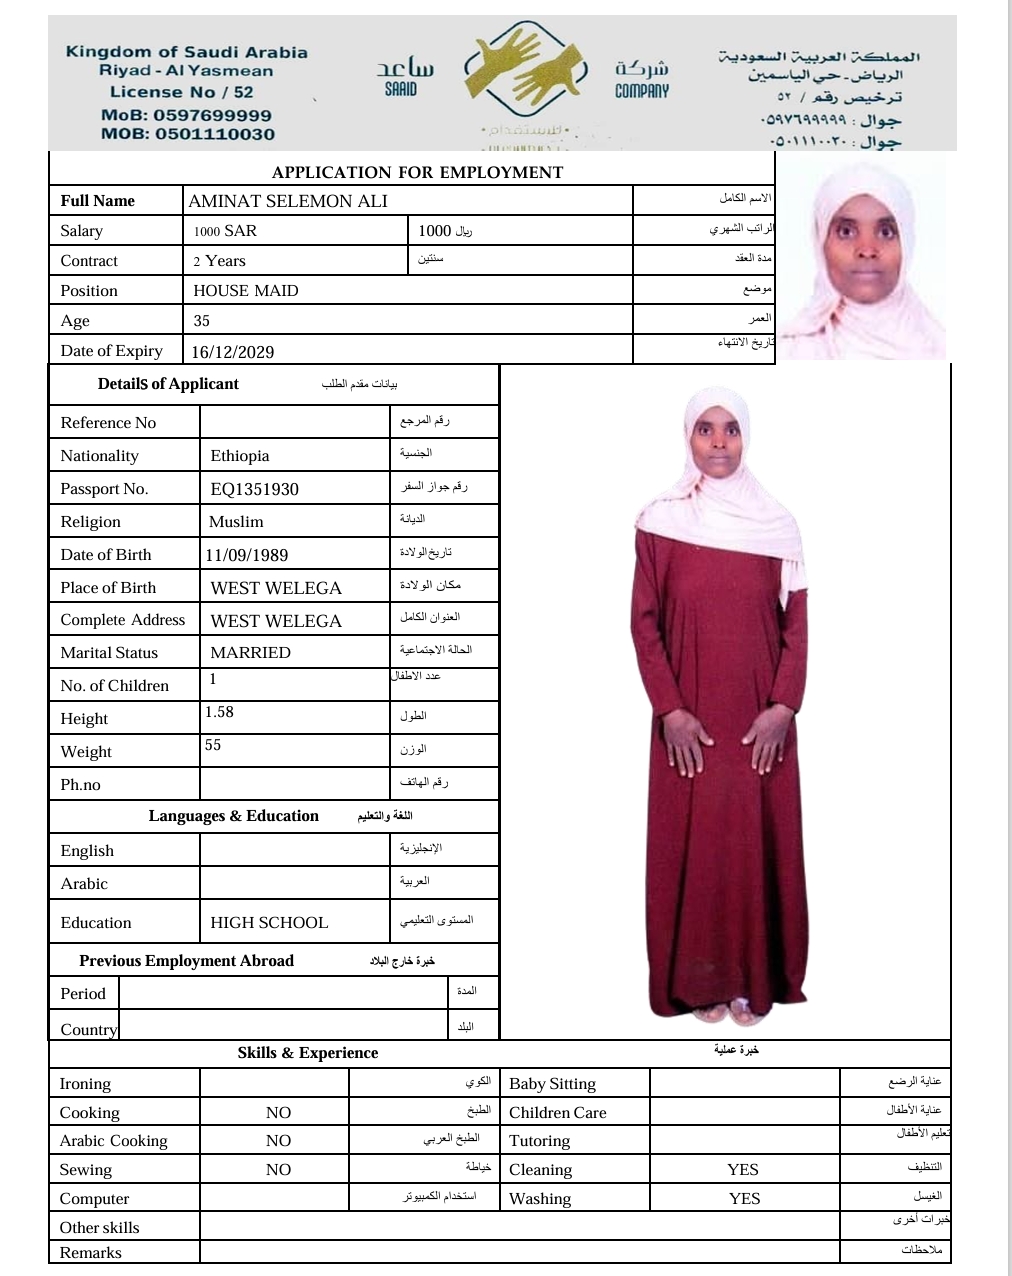 Kingdom of Saudi Arabia
Riyad - Al Yasmean
License No / 52
MoB: 0597699999
MOB: 0501110030
ساعد
SAAID
شركة
COMPANY
للاستقدام
المملكة العربية السعودية
الرياض - حي الياسمين
ترخيص رقم / ٥٢
جوال : ٠٥٩٧٦٩٩٩٩٩
جوال : ٠٥٠١١١٠٠٣٠
APPLICATION FOR EMPLOYMENT
Full Name AMINAT SELEMON ALI الاسم الكامل
Salary 1000 SAR 1000 ريال الراتب الشهري
Contract 2 Years سنتين مدة العقد
Position HOUSE MAID موضع
Age 35 العمر
Date of Expiry 16/12/2029 تاريخ الانتهاء
Details of Applicant بيانات مقدم الطلب
Reference No رقم المرجع
Nationality Ethiopia الجنسية
Passport No. EQ1351930 رقم جواز السفر
Religion Muslim الديانة
Date of Birth 11/09/1989 تاريخ الولادة
Place of Birth WEST WELEGA مكان الولادة
Complete Address WEST WELEGA العنوان الكامل
Marital Status MARRIED الحالة الاجتماعية
No. of Children 1 عدد الاطفال
Height 1.58 الطول
Weight 55 الوزن
Ph.no رقم الهاتف
Languages & Education اللغة والتعليم
English الإنجليزية
Arabic العربية
Education HIGH SCHOOL المستوى التعليمي
Previous Employment Abroad خبرة خارج البلاد
Period المدة
Country البلد
Skills & Experience خبرة عملية
Ironing الكوي Baby Sitting عناية الرضع
Cooking NO الطبخ Children Care عناية الأطفال
Arabic Cooking NO الطبخ العربي Tutoring تعليم الأطفال
Sewing NO خياطة Cleaning YES التنظيف
Computer استخدام الكمبيوتر Washing YES الغيسل
Other skills خبرات أخرى
Remarks ملاحظات